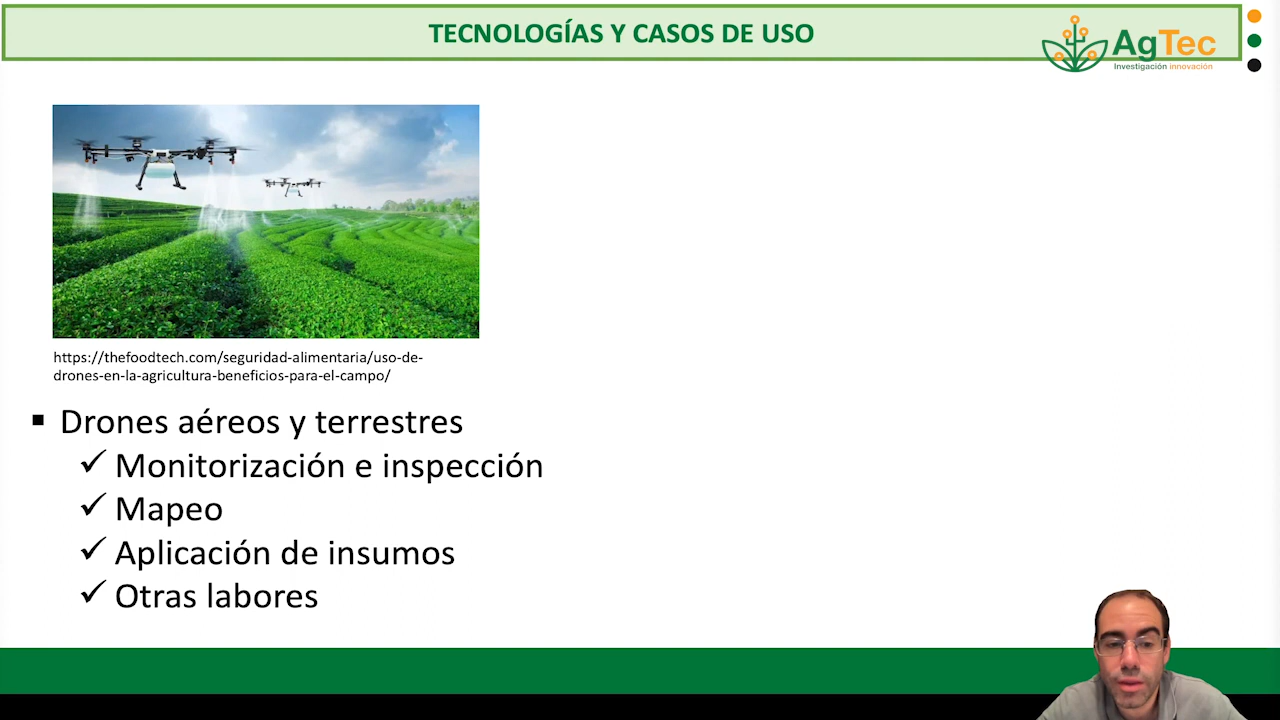 TECNOLOGÍAS Y CASOS DE USO
AgTec
Investigación innovación
https://thefoodtech.com/seguridad-alimentaria/uso-de-
drones-en-la-agricultura-beneficios-para-el-campo/
▪ Drones aéreos y terrestres
✓ Monitorización e inspección
✓ Mapeo
✓ Aplicación de insumos
✓ Otras labores